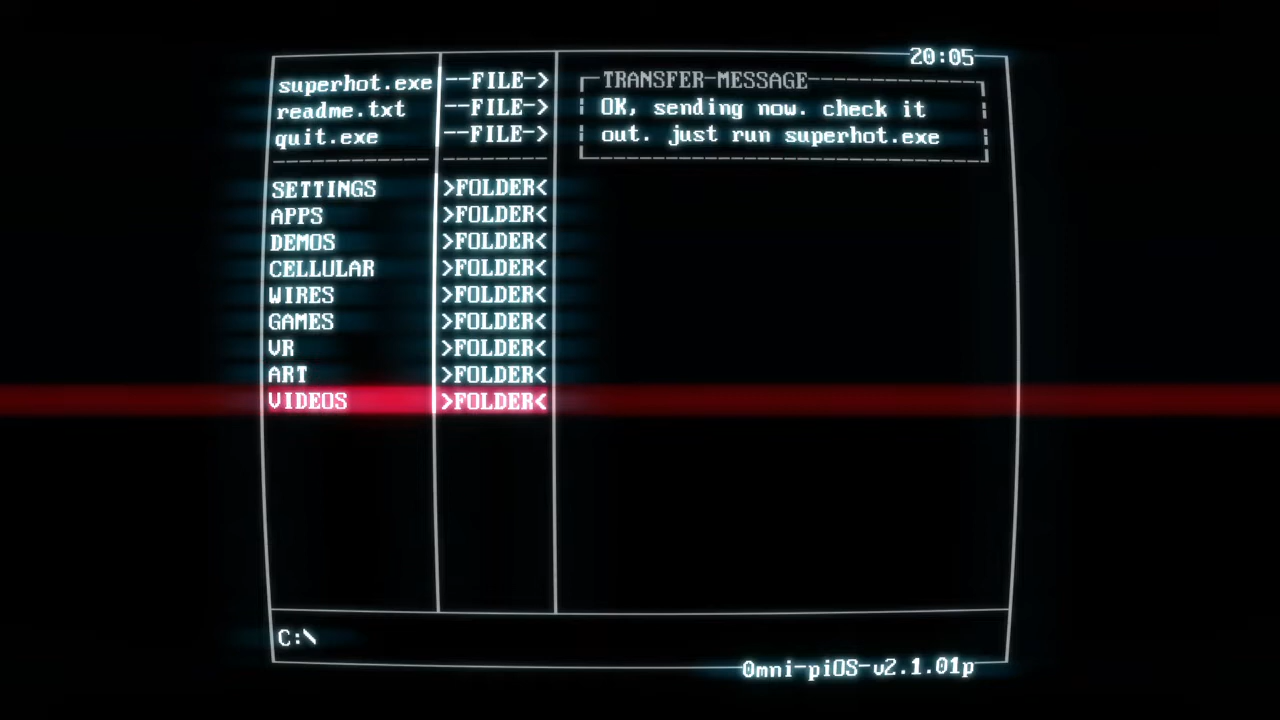 20:05
superhot.exe --FILE->
readme.txt --FILE->
quit.exe --FILE->
TRANSFER-MESSAGE
OK, sending now. check it
out. just run superhot.exe
SETTINGS >FOLDER<
APPS >FOLDER<
DEMOS >FOLDER<
CELLULAR >FOLDER<
WIRES >FOLDER<
GAMES >FOLDER<
VR >FOLDER<
ART >FOLDER<
VIDEOS >FOLDER<
C:\
0mni-piOS-v2.1.01p